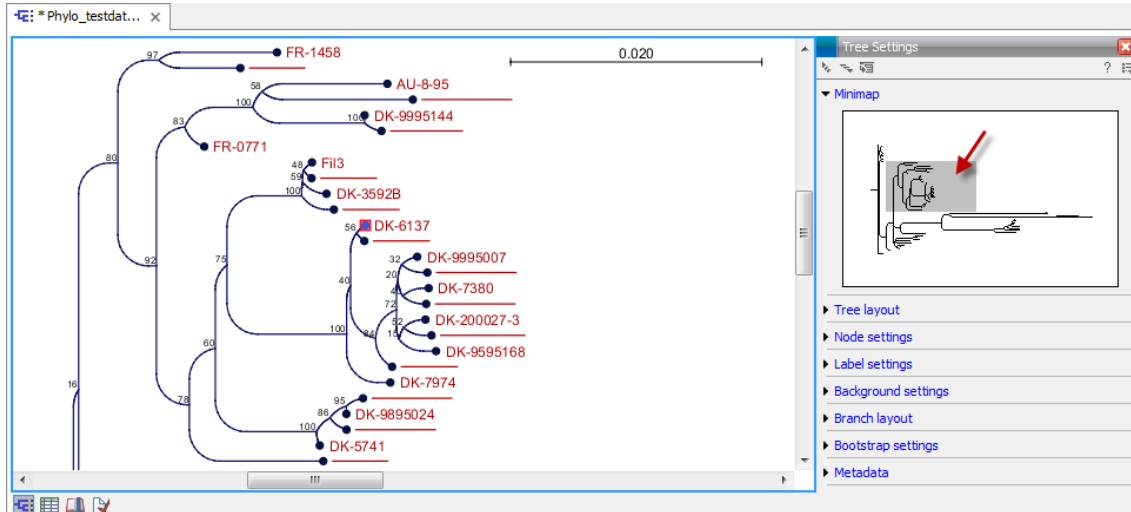 * Phylo_testdat...
Tree Settings
0.020
97
FR-1458
58
AU-8-95
100
DK-9995144
100
83
FR-0771
80
48
Fil3
59
DK-3592B
100
56
DK-6137
92
75
32
DK-9995007
20
40
4
DK-7380
72
52
DK-200027-3
100
84
15
DK-9595168
60
DK-7974
16
78
95
86
DK-9895024
100
DK-5741
?
Minimap
Tree layout
Node settings
Label settings
Background settings
Branch layout
Bootstrap settings
Metadata